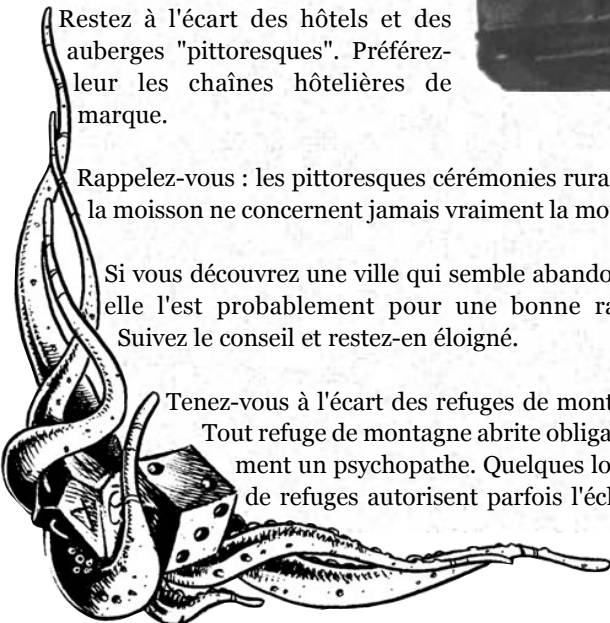 Restez à l'écart des hôtels et des
auberges "pittoresques". Préférez-
leur les chaînes hôtelières de
marque.
Rappelez-vous : les pittoresques cérémonies rura
la moisson ne concernent jamais vraiment la mo
Si vous découvrez une ville qui semble abando
elle l'est probablement pour une bonne ra
Suivez le conseil et restez-en éloigné.
Tenez-vous à l'écart des refuges de mont
Tout refuge de montagne abrite obliga
ment un psychopathe. Quelques lo
de refuges autorisent parfois l'éc